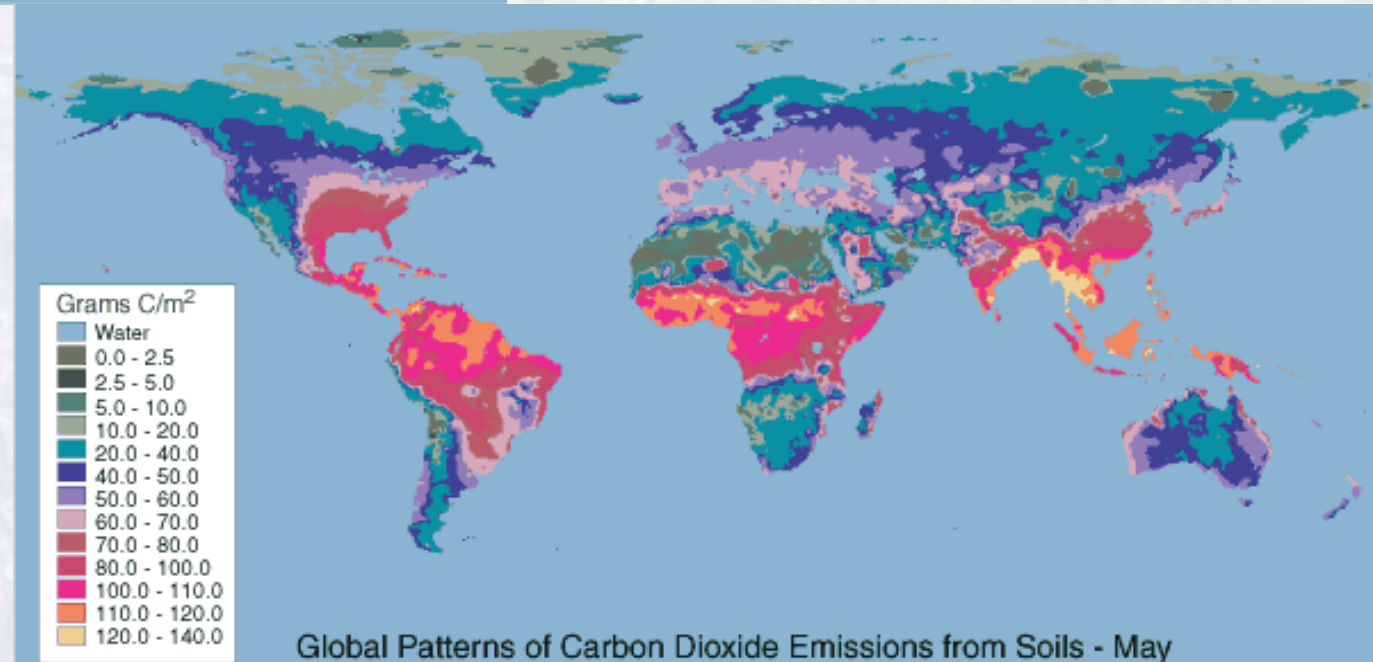 Grams C/m²
Water
0.0 - 2.5
2.5 - 5.0
5.0 - 10.0
10.0 - 20.0
20.0 - 40.0
40.0 - 50.0
50.0 - 60.0
60.0 - 70.0
70.0 - 80.0
80.0 - 100.0
100.0 - 110.0
110.0 - 120.0
120.0 - 140.0
Global Patterns of Carbon Dioxide Emissions from Soils - May